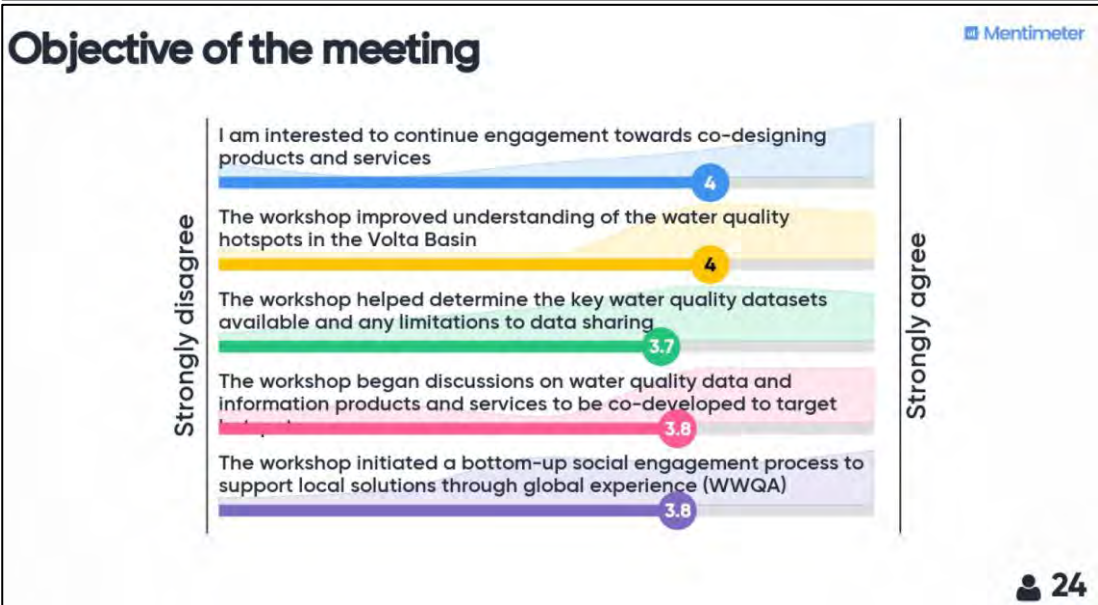 Objective of the meeting
Mentimeter
I am interested to continue engagement towards co-designing
products and services
4
The workshop improved understanding of the water quality
hotspots in the Volta Basin
4
The workshop helped determine the key water quality datasets
available and any limitations to data sharing
3.7
The workshop began discussions on water quality data and
information products and services to be co-developed to target
3.8
The workshop initiated a bottom-up social engagement process to
support local solutions through global experience (WWQA)
3.8
Strongly disagree
Strongly agree
24